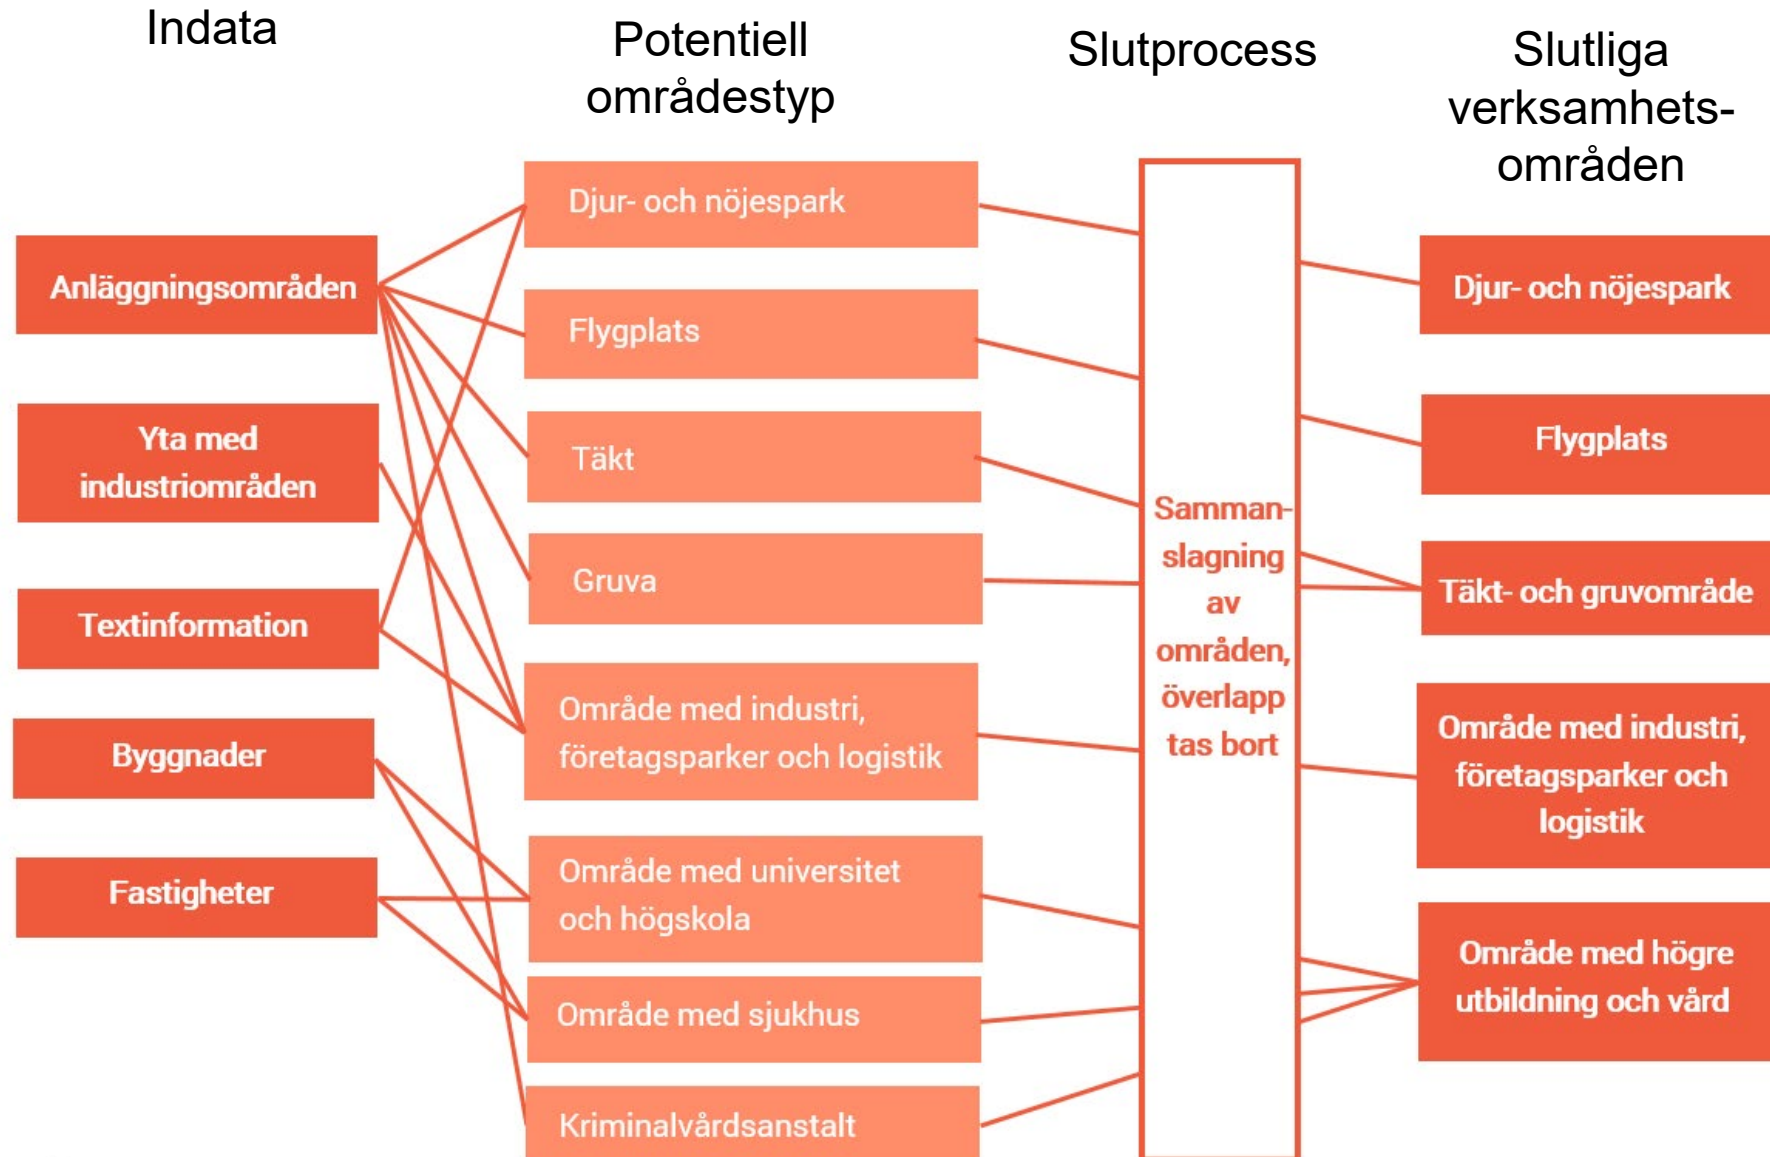 Indata
Potentiell
områdestyp
Slutprocess
Slutliga
verksamhets-
områden
Anläggningsområden
Yta med
industriområden
Textinformation
Byggnader
Fastigheter
Djur- och nöjespark
Flygplats
Täkt
Gruva
Område med industri,
företagsparker och logistik
Område med universitet
och högskola
Område med sjukhus
Kriminalvårdsanstalt
Samman-
slagning
av
områden,
överlapp
tas bort
Djur- och nöjespark
Flygplats
Täkt- och gruvområde
Område med industri,
företagsparker och
logistik
Område med högre
utbildning och vård